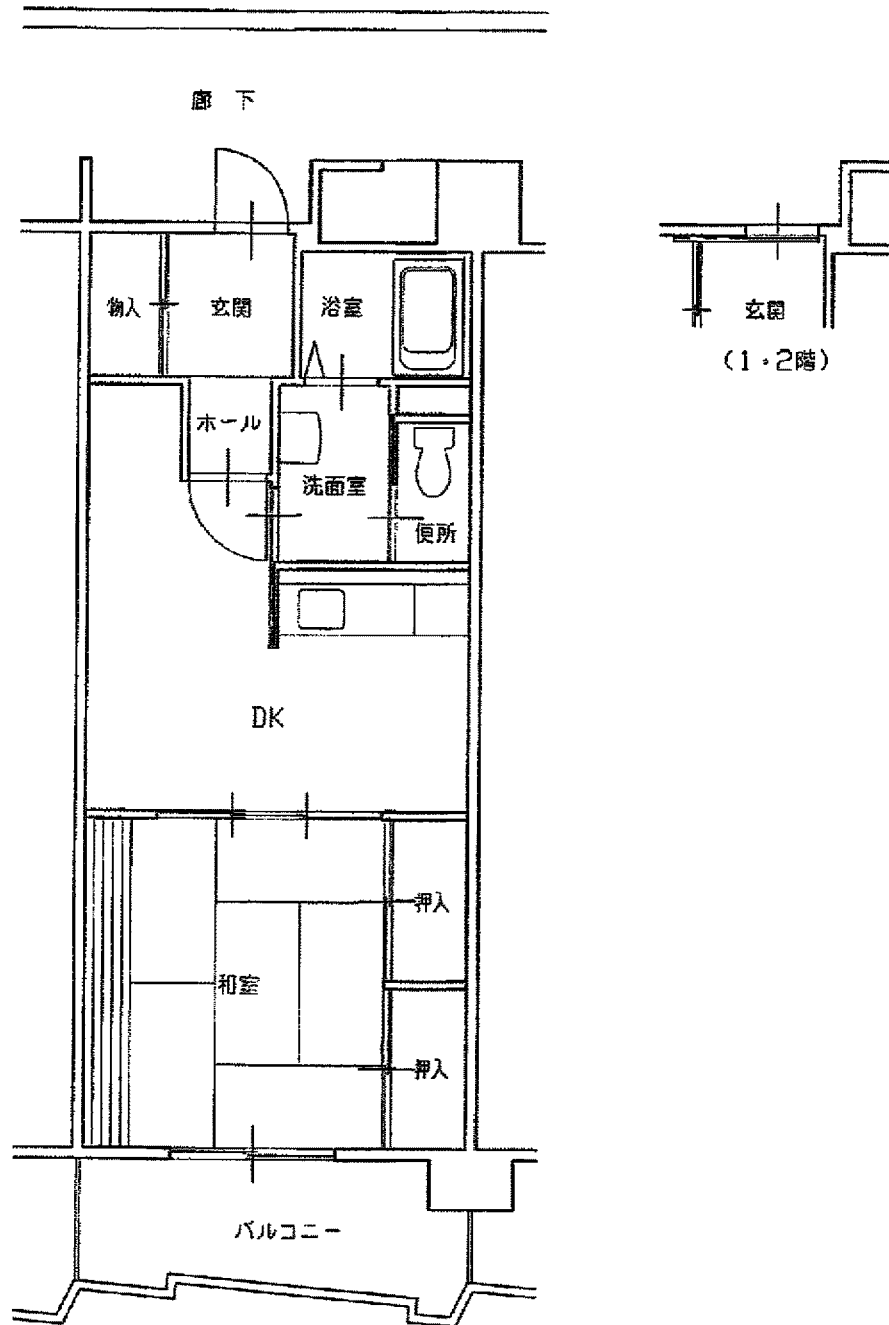 廊下
物入
玄関
浴室
玄関
(1・2階)
ホール
洗面室
便所
DK
押入
和室
押入
バルコニー